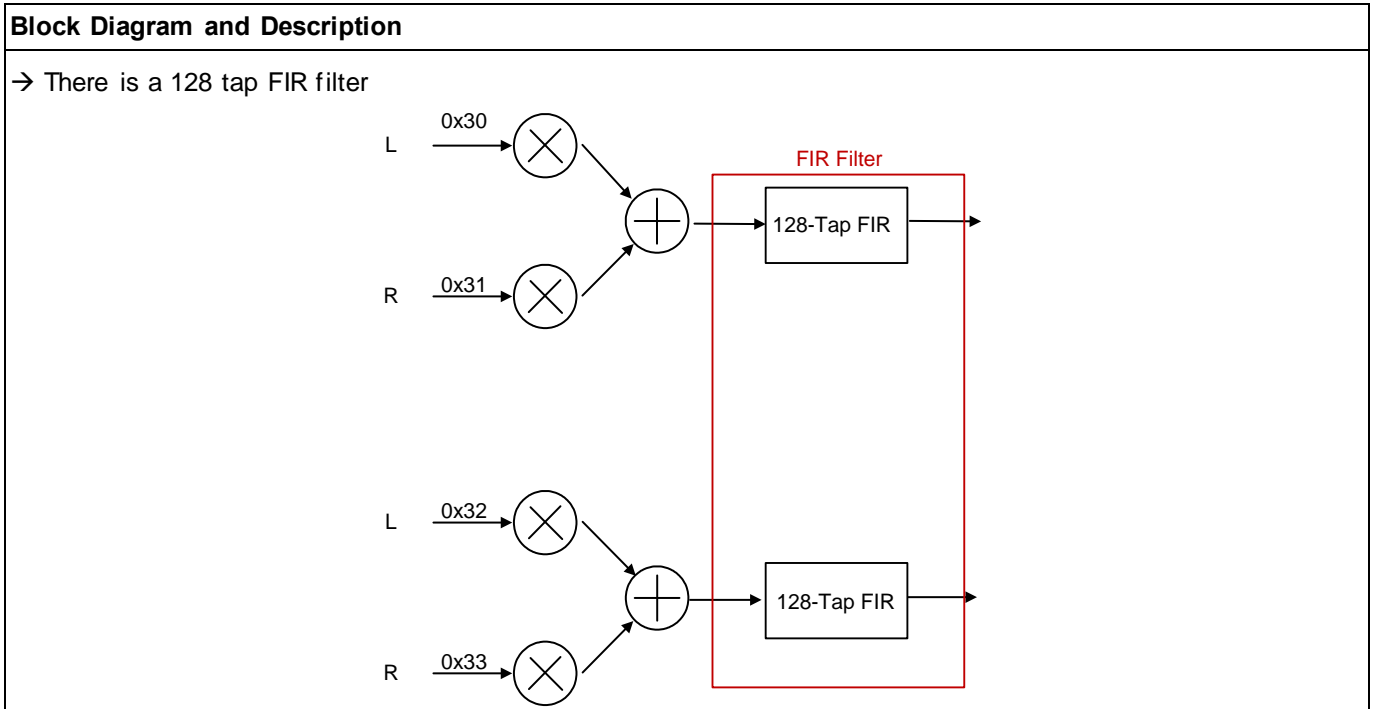 Block Diagram and Description
→ There is a 128 tap FIR filter
0x30
L
FIR Filter
128-Tap FIR
0x31
R
0x32
L
128-Tap FIR
0x33
R